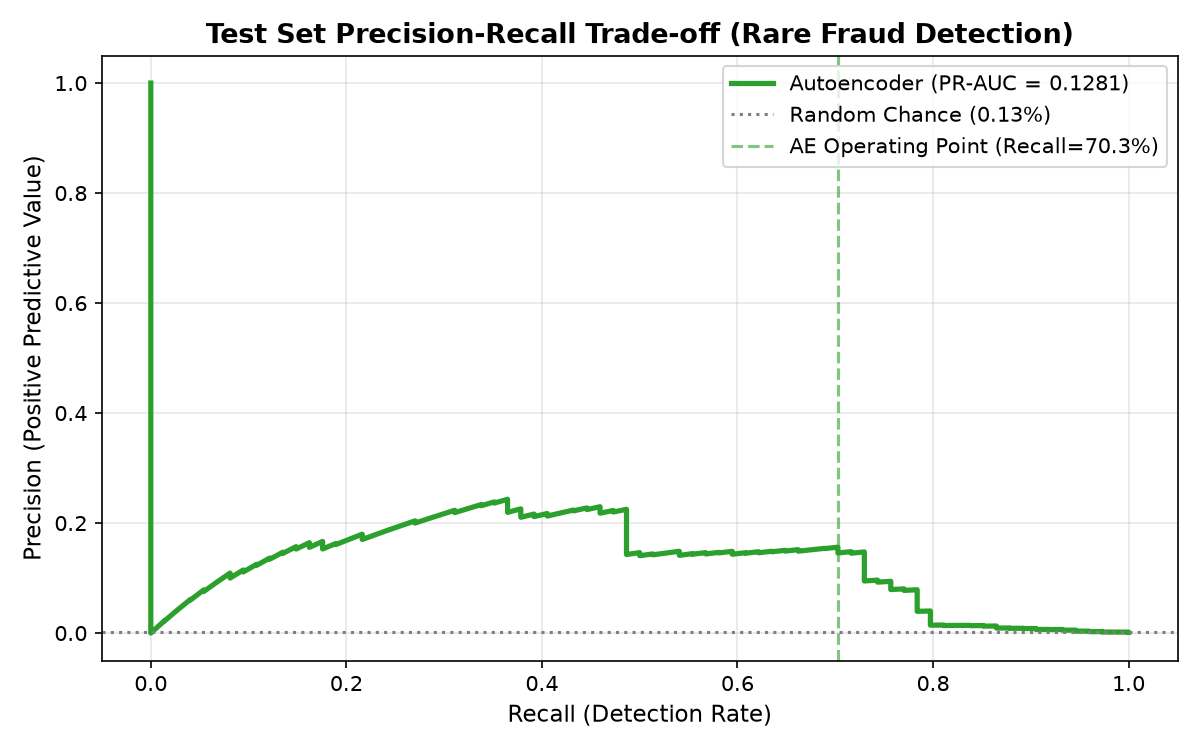 Test Set Precision-Recall Trade-off (Rare Fraud Detection)
Autoencoder (PR-AUC = 0.1281)
Random Chance (0.13%)
AE Operating Point (Recall=70.3%)
Precision (Positive Predictive Value)
1.0
0.8
0.6
0.4
0.2
0.0
0.0 0.2 0.4 0.6 0.8 1.0
Recall (Detection Rate)